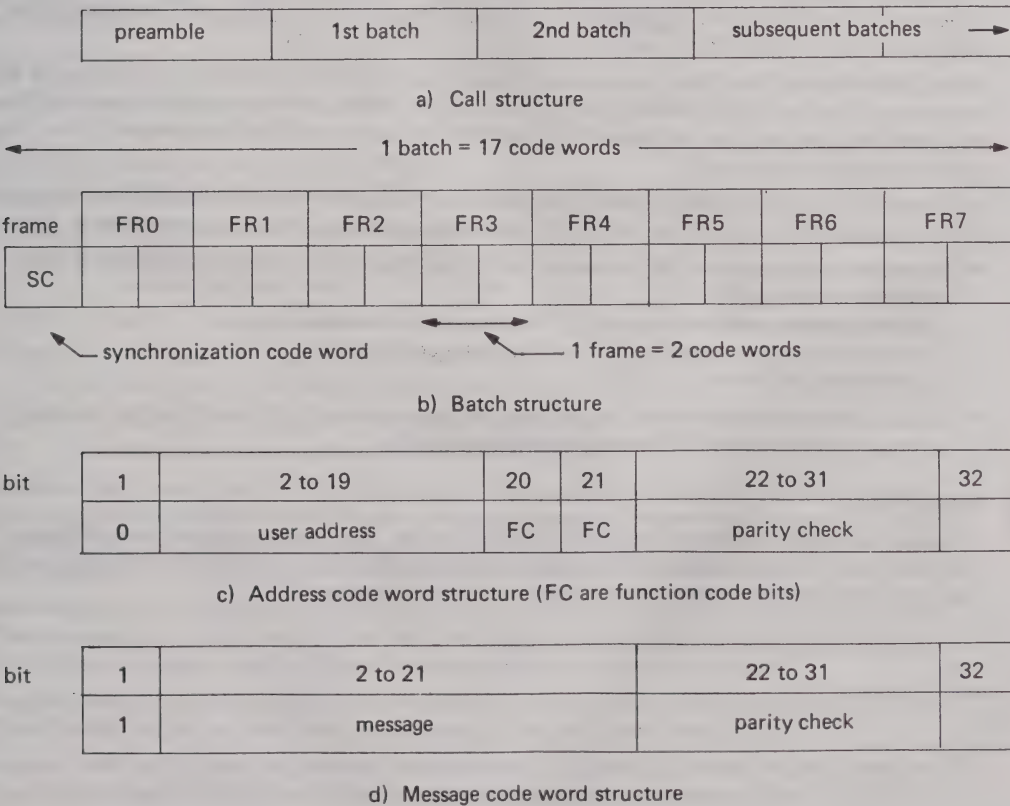 preamble 1st batch 2nd batch subsequent batches
a) Call structure
1 batch = 17 code words
frame FR0 FR1 FR2 FR3 FR4 FR5 FR6 FR7
SC
synchronization code word 1 frame = 2 code words
b) Batch structure
bit 1 2 to 19 20 21 22 to 31 32
0 user address FC FC parity check
c) Address code word structure (FC are function code bits)
bit 1 2 to 21 22 to 31 32
1 message parity check
d) Message code word structure